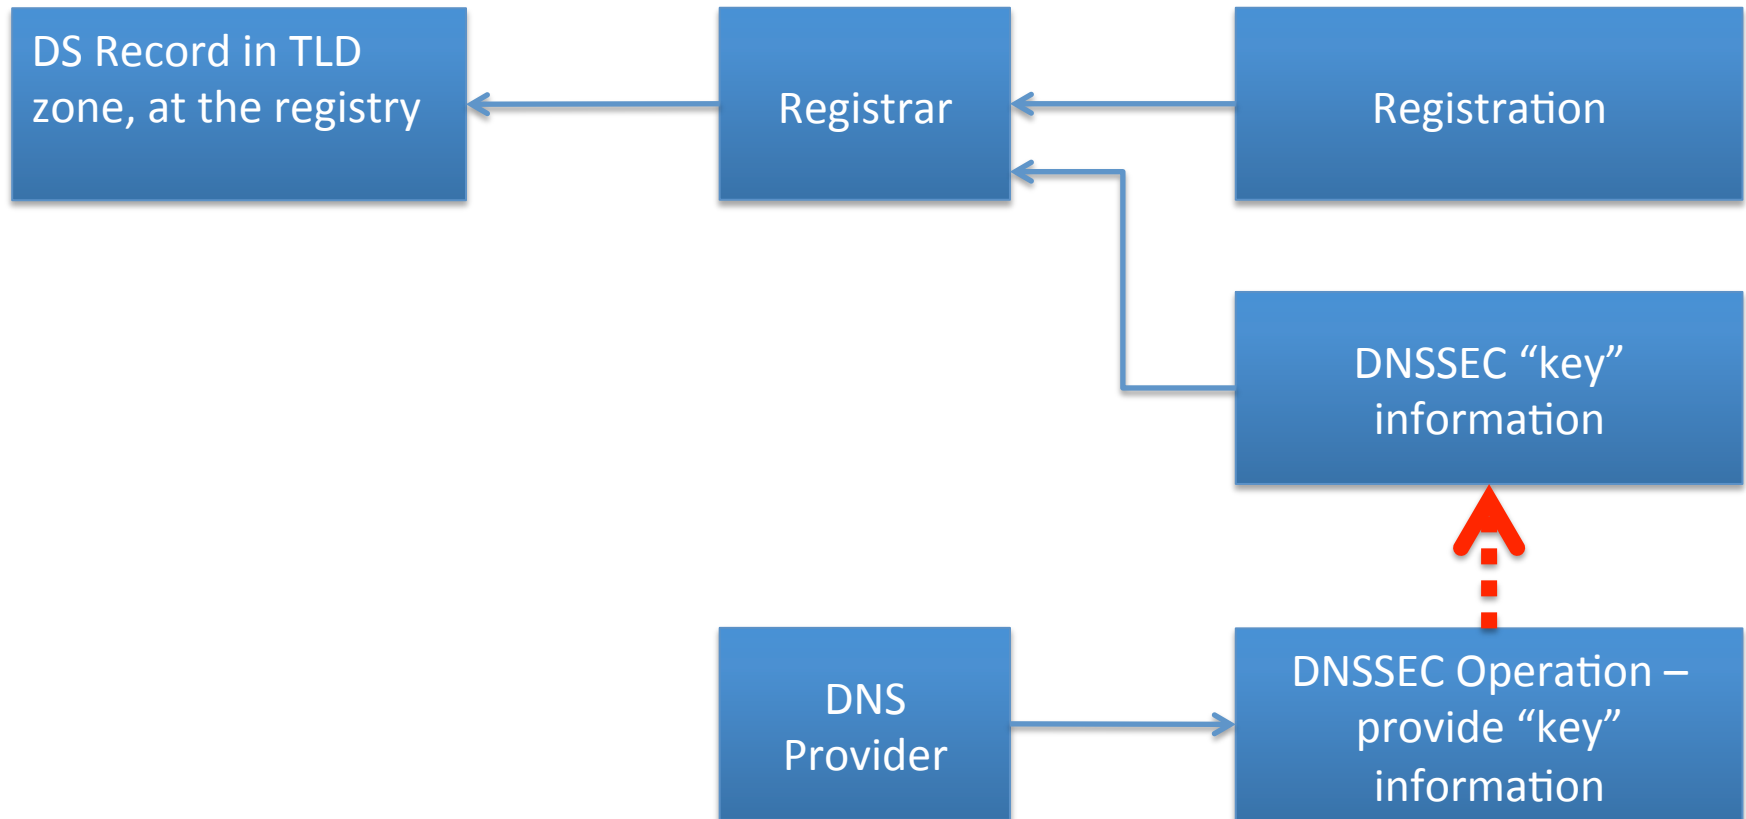 DS Record in TLD
zone, at the registry
Registrar
Registration
DNSSEC “key”
information
DNS
Provider
DNSSEC Operation –
provide “key”
information